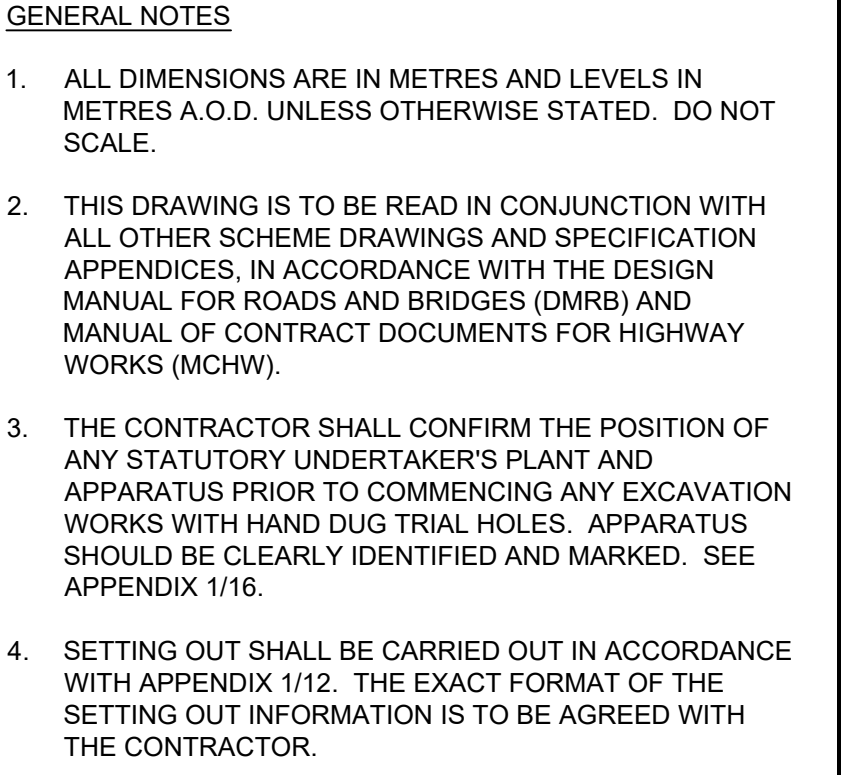 GENERAL NOTES
1. ALL DIMENSIONS ARE IN METRES AND LEVELS IN
METRES A.O.D. UNLESS OTHERWISE STATED. DO NOT
SCALE.
2. THIS DRAWING IS TO BE READ IN CONJUNCTION WITH
ALL OTHER SCHEME DRAWINGS AND SPECIFICATION
APPENDICES, IN ACCORDANCE WITH THE DESIGN
MANUAL FOR ROADS AND BRIDGES (DMRB) AND
MANUAL OF CONTRACT DOCUMENTS FOR HIGHWAY
WORKS (MCHW).
3. THE CONTRACTOR SHALL CONFIRM THE POSITION OF
ANY STATUTORY UNDERTAKER'S PLANT AND
APPARATUS PRIOR TO COMMENCING ANY EXCAVATION
WORKS WITH HAND DUG TRIAL HOLES. APPARATUS
SHOULD BE CLEARLY IDENTIFIED AND MARKED. SEE
APPENDIX 1/16.
4. SETTING OUT SHALL BE CARRIED OUT IN ACCORDANCE
WITH APPENDIX 1/12. THE EXACT FORMAT OF THE
SETTING OUT INFORMATION IS TO BE AGREED WITH
THE CONTRACTOR.